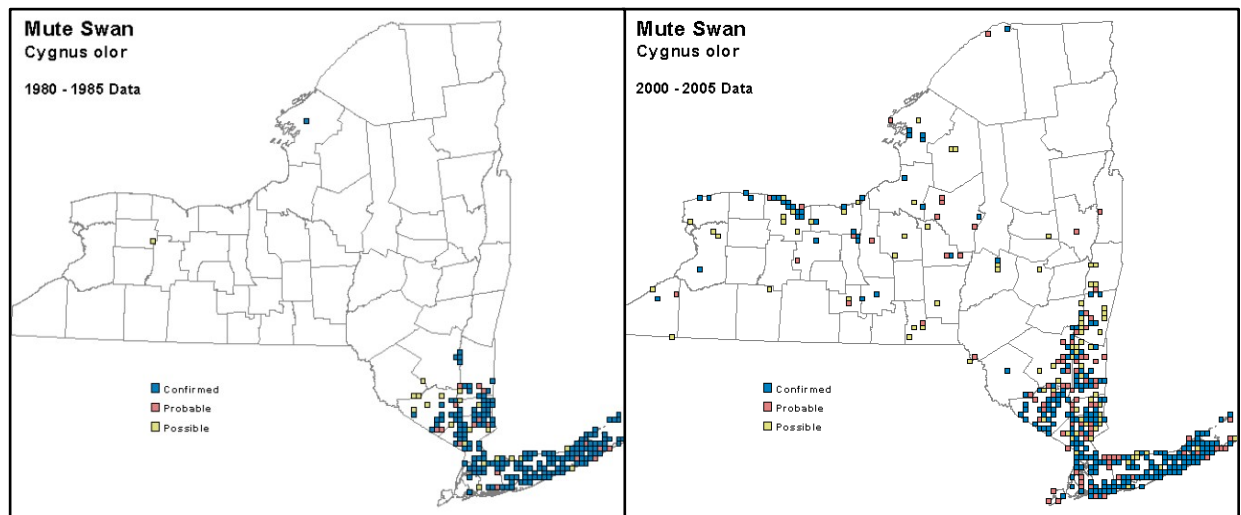 Mute Swan
Cygnus olor
1980 - 1985 Data
Confirmed
Probable
Possible
Mute Swan
Cygnus olor
2000 - 2005 Data
Confirmed
Probable
Possible